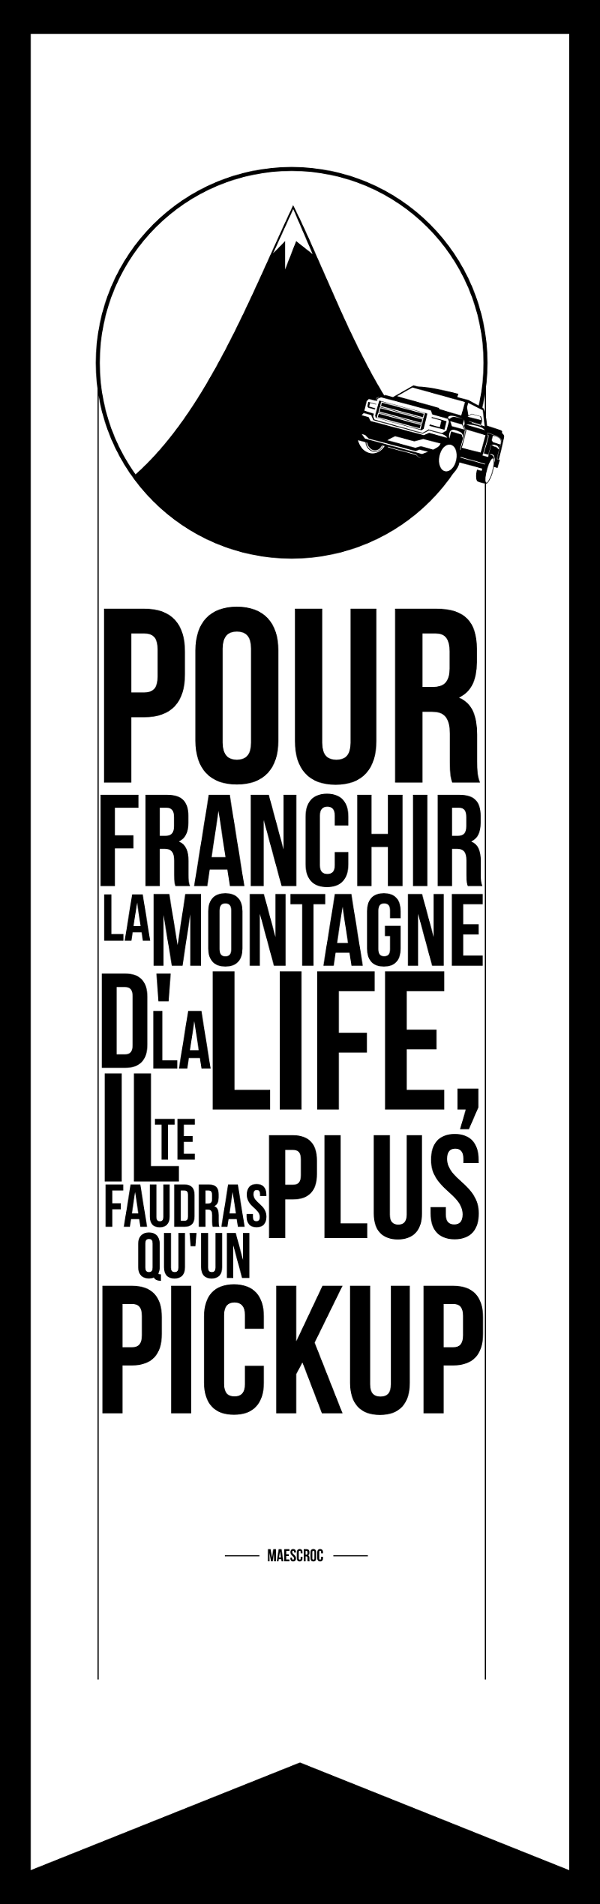 POUR
FRANCHIR
LA MONTAGNE
D'LA LIFE,
IL TE
FAUDRAS PLUS
QU'UN
PICKUP
MAESCROC